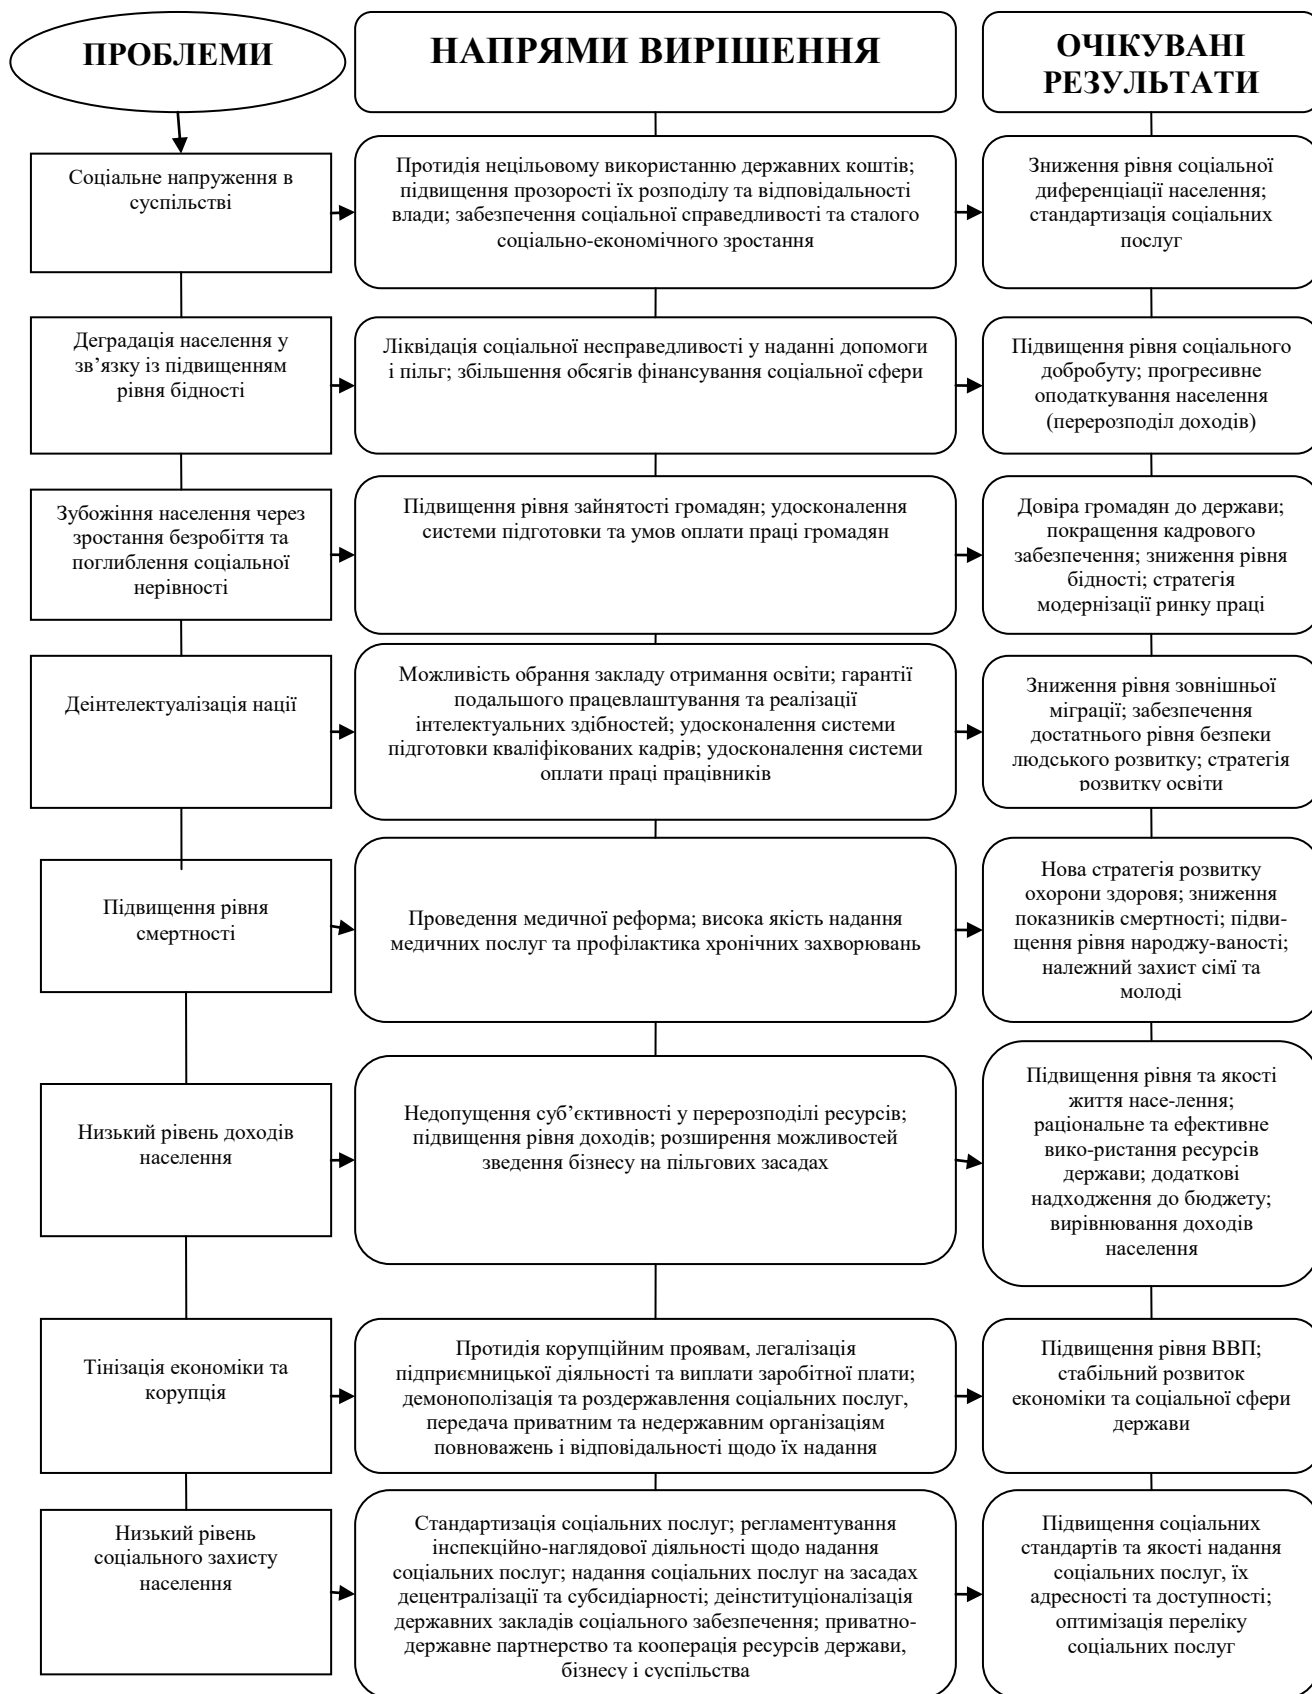 ПРОБЛЕМИ
НАПРЯМИ ВИРІШЕННЯ
ОЧІКУВАНІ
РЕЗУЛЬТАТИ
Соціальне напруження в
суспільстві
Протидія нецільовому використанню державних коштів;
підвищення прозорості їх розподілу та відповідальності
влади; забезпечення соціальної справедливості та сталого
соціально-економічного зростання
Зниження рівня соціальної
диференціації населення;
стандартизація соціальних
послуг
Деградація населення у
зв’язку із підвищенням
рівня бідності
Ліквідація соціальної несправедливості у наданні допомоги
і пільг; збільшення обсягів фінансування соціальної сфери
Підвищення рівня соціального
добробуту; прогресивне
оподаткування населення
(перерозподіл доходів)
Зубожіння населення через
зростання безробіття та
поглиблення соціальної
нерівності
Підвищення рівня зайнятості громадян; удосконалення
системи підготовки та умов оплати праці громадян
Довіра громадян до держави;
покращення кадрового
забезпечення; зниження рівня
бідності; стратегія
модернізації ринку праці
Деінтелектуалізація нації
Можливість обрання закладу отримання освіти; гарантії
подальшого працевлаштування та реалізації
інтелектуальних здібностей; удосконалення системи
підготовки кваліфікованих кадрів; удосконалення системи
оплати праці працівників
Зниження рівня зовнішньої
міграції; забезпечення
достатнього рівня безпеки
людського розвитку; стратегія
розвитку освіти
Підвищення рівня
смертності
Проведення медичної реформа; висока якість надання
медичних послуг та профілактика хронічних захворювань
Нова стратегія розвитку
охорони здоровя; зниження
показників смертності; підви-
щення рівня народжу-ваності;
належний захист сімї та
молоді
Низький рівень доходів
населення
Недопущення суб’єктивності у перерозподілі ресурсів;
підвищення рівня доходів; розширення можливостей
зведення бізнесу на пільгових засадах
Підвищення рівня та якості
життя насе-лення;
раціональне та ефективне
вико-ристання ресурсів
держави; додаткові
надходження до бюджету;
вирівнювання доходів
населення
Тінізація економіки та
корупція
Протидія корупційним проявам, легалізація
підприємницької діяльності та виплати заробітної плати;
демонополізація та роздержавлення соціальних послуг,
передача приватним та недержавним організаціям
повноважень і відповідальності щодо їх надання
Підвищення рівня ВВП;
стабільний розвиток
економіки та соціальної сфери
держави
Низький рівень
соціального захисту
населення
Стандартизація соціальних послуг; регламентування
інспекційно-наглядової діяльності щодо надання
соціальних послуг; надання соціальних послуг на засадах
децентралізації та субсидіарності; деінституціоналізація
державних закладів соціального забезпечення; приватно-
державне партнерство та кооперація ресурсів держави,
бізнесу і суспільства
Підвищення соціальних
стандартів та якості надання
соціальних послуг, їх
адресності та доступності;
оптимізація переліку
соціальних послуг